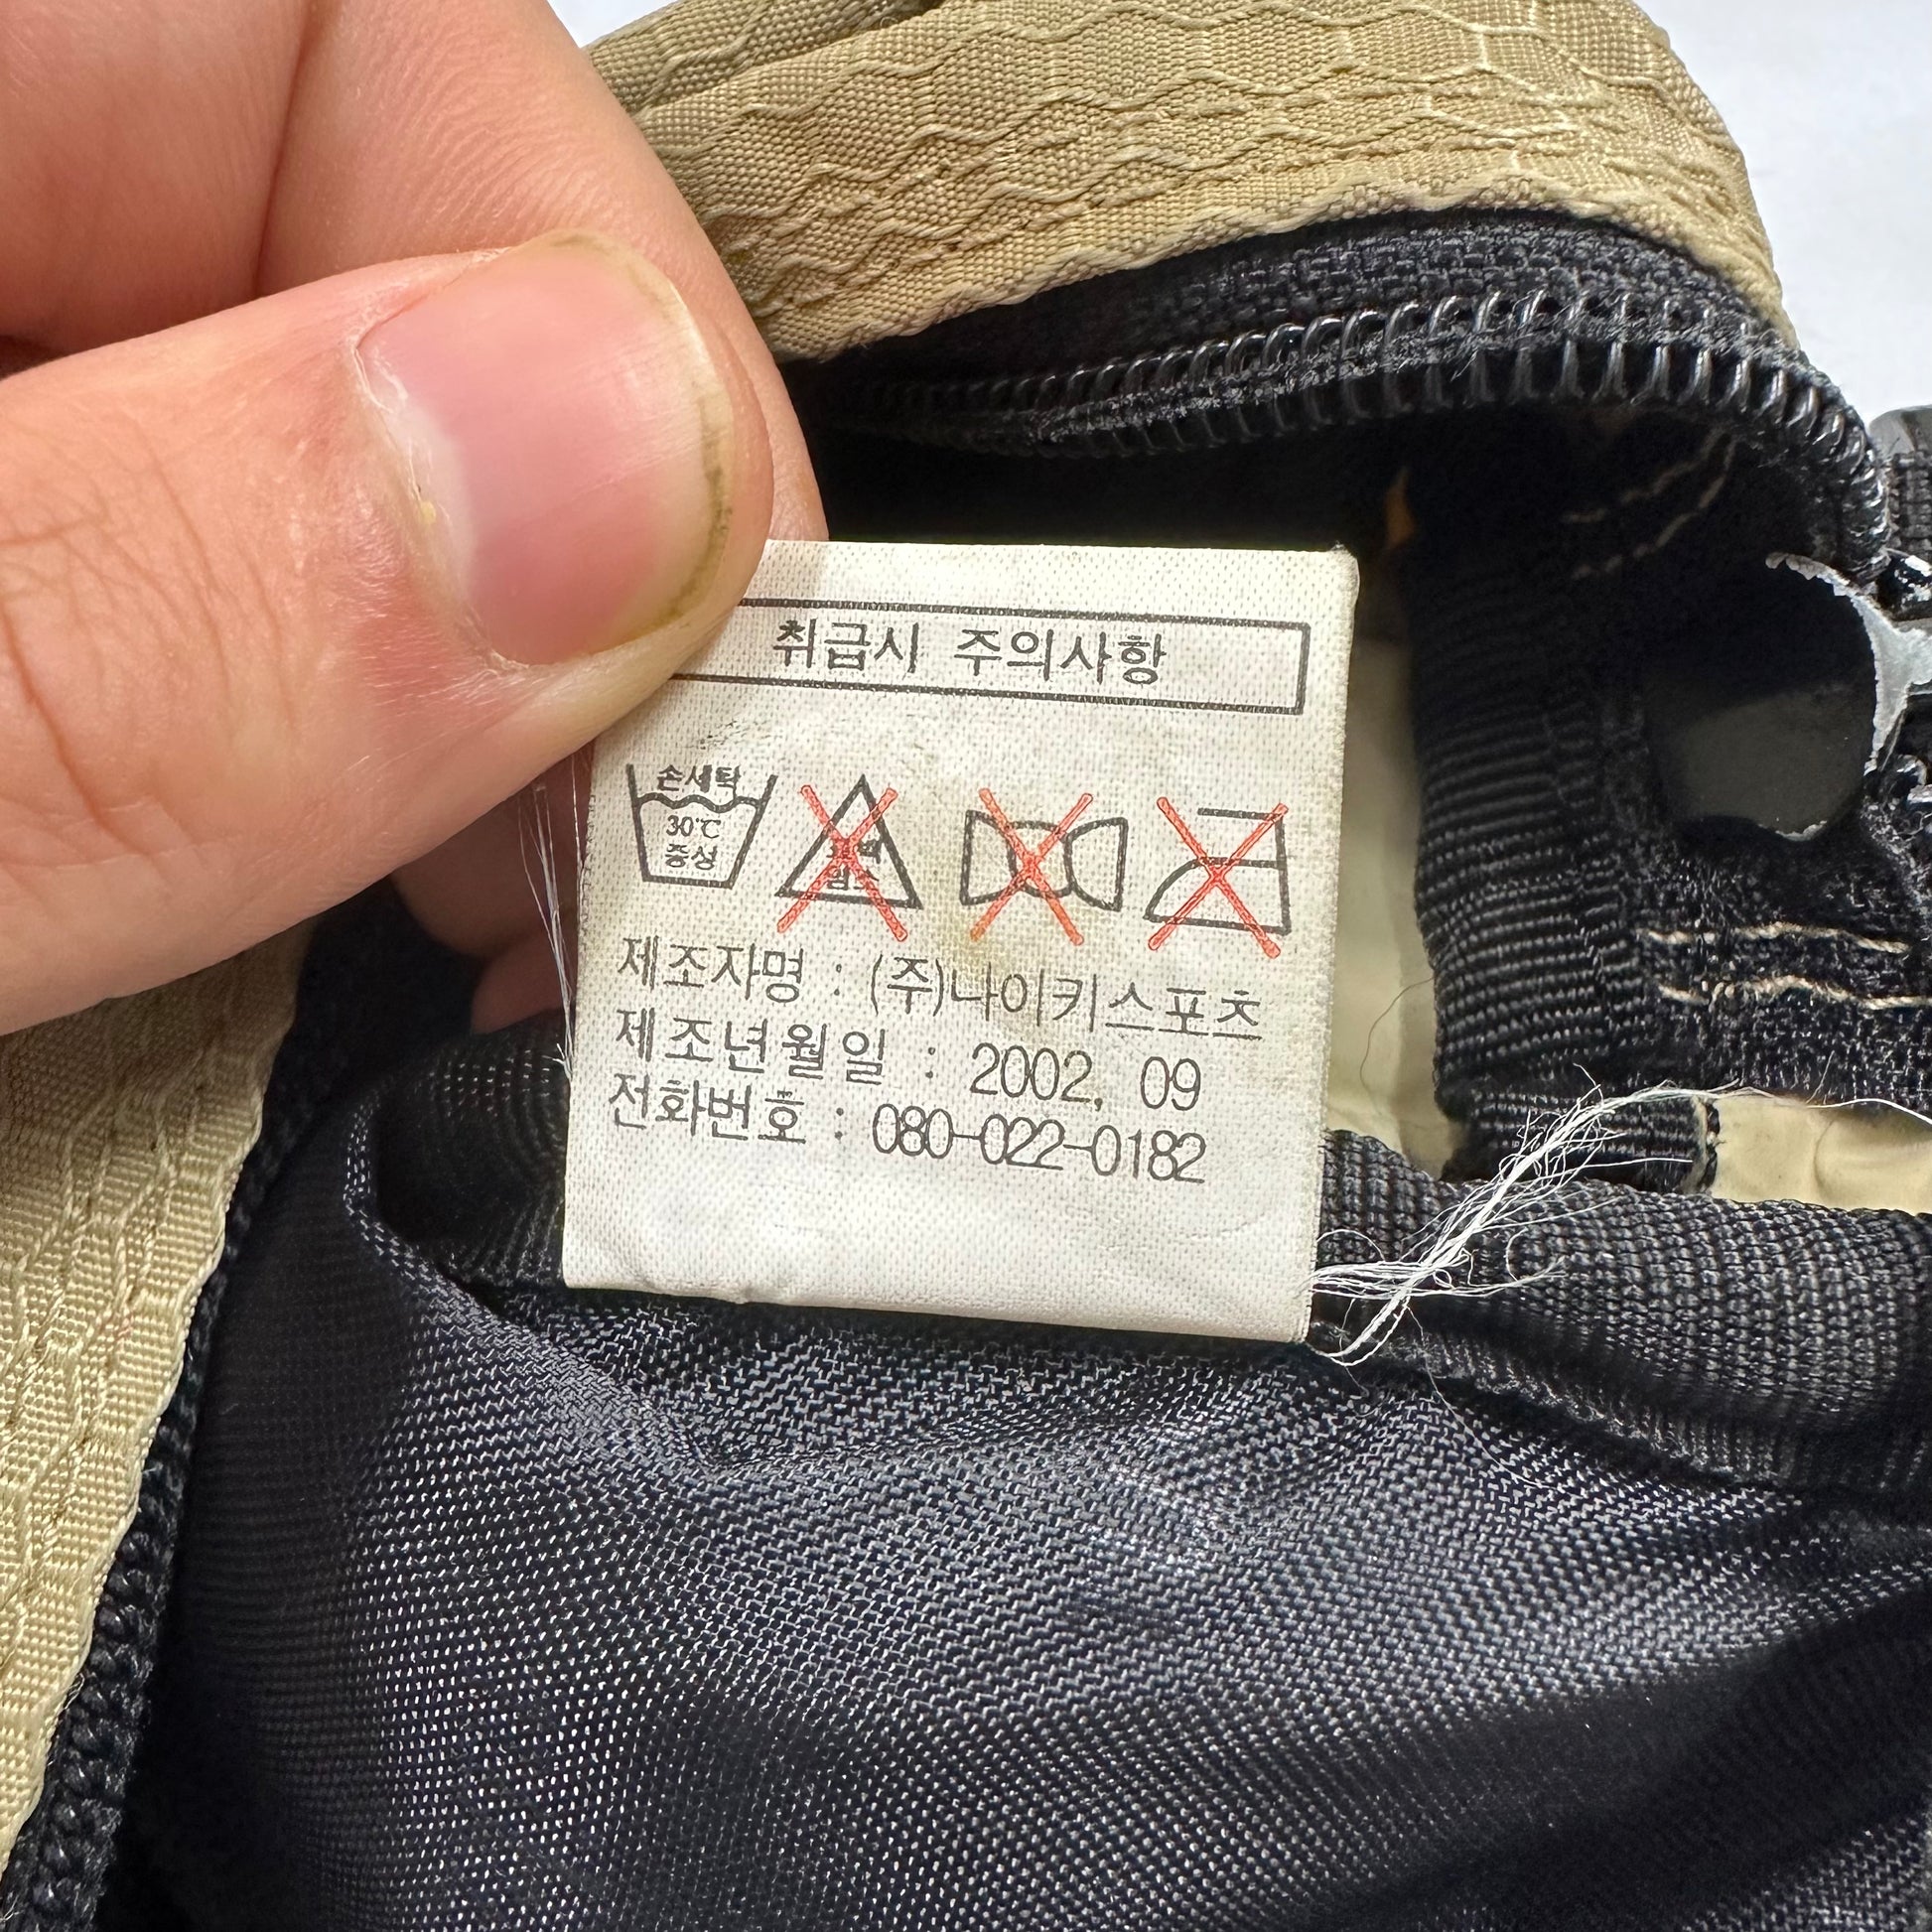 취급시 주의사항
손세탁
30℃
중성
제조자명 : (주)나이키스포츠
제조년월일 : 2002, 09
전화번호 : 080-022-0182